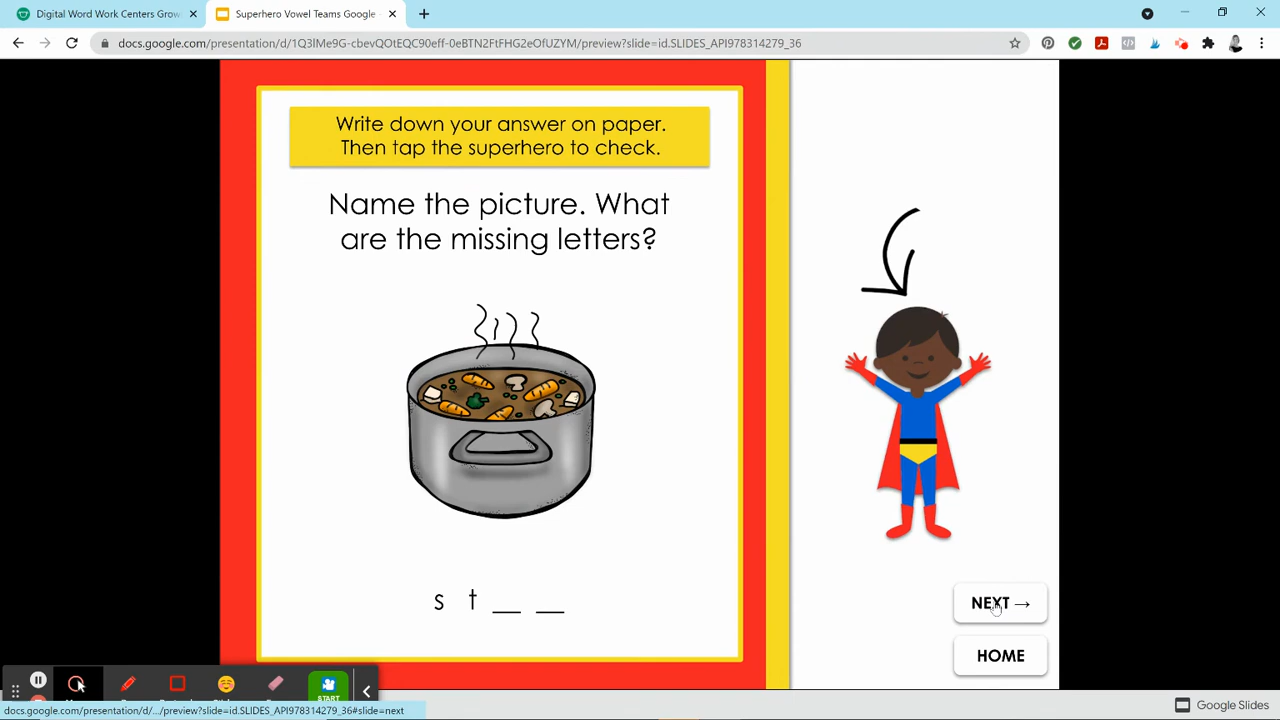 Digital Word Work Centers Grow
Superhero Vowel Teams Google
docs.google.com/presentation/d/1Q3lMe9G-cbevQOtEQC90eff-0eBTN2FtFHG2eOfUZYM/preview?slide=id.SLIDES_API978314279_36
Write down your answer on paper.
Then tap the superhero to check.
Name the picture. What
are the missing letters?
s t __ __
NEXT →
HOME
START
docs.google.com/presentation/d/.../preview?slide=id.SLIDES_API978314279_36#slide=next
Google Slides